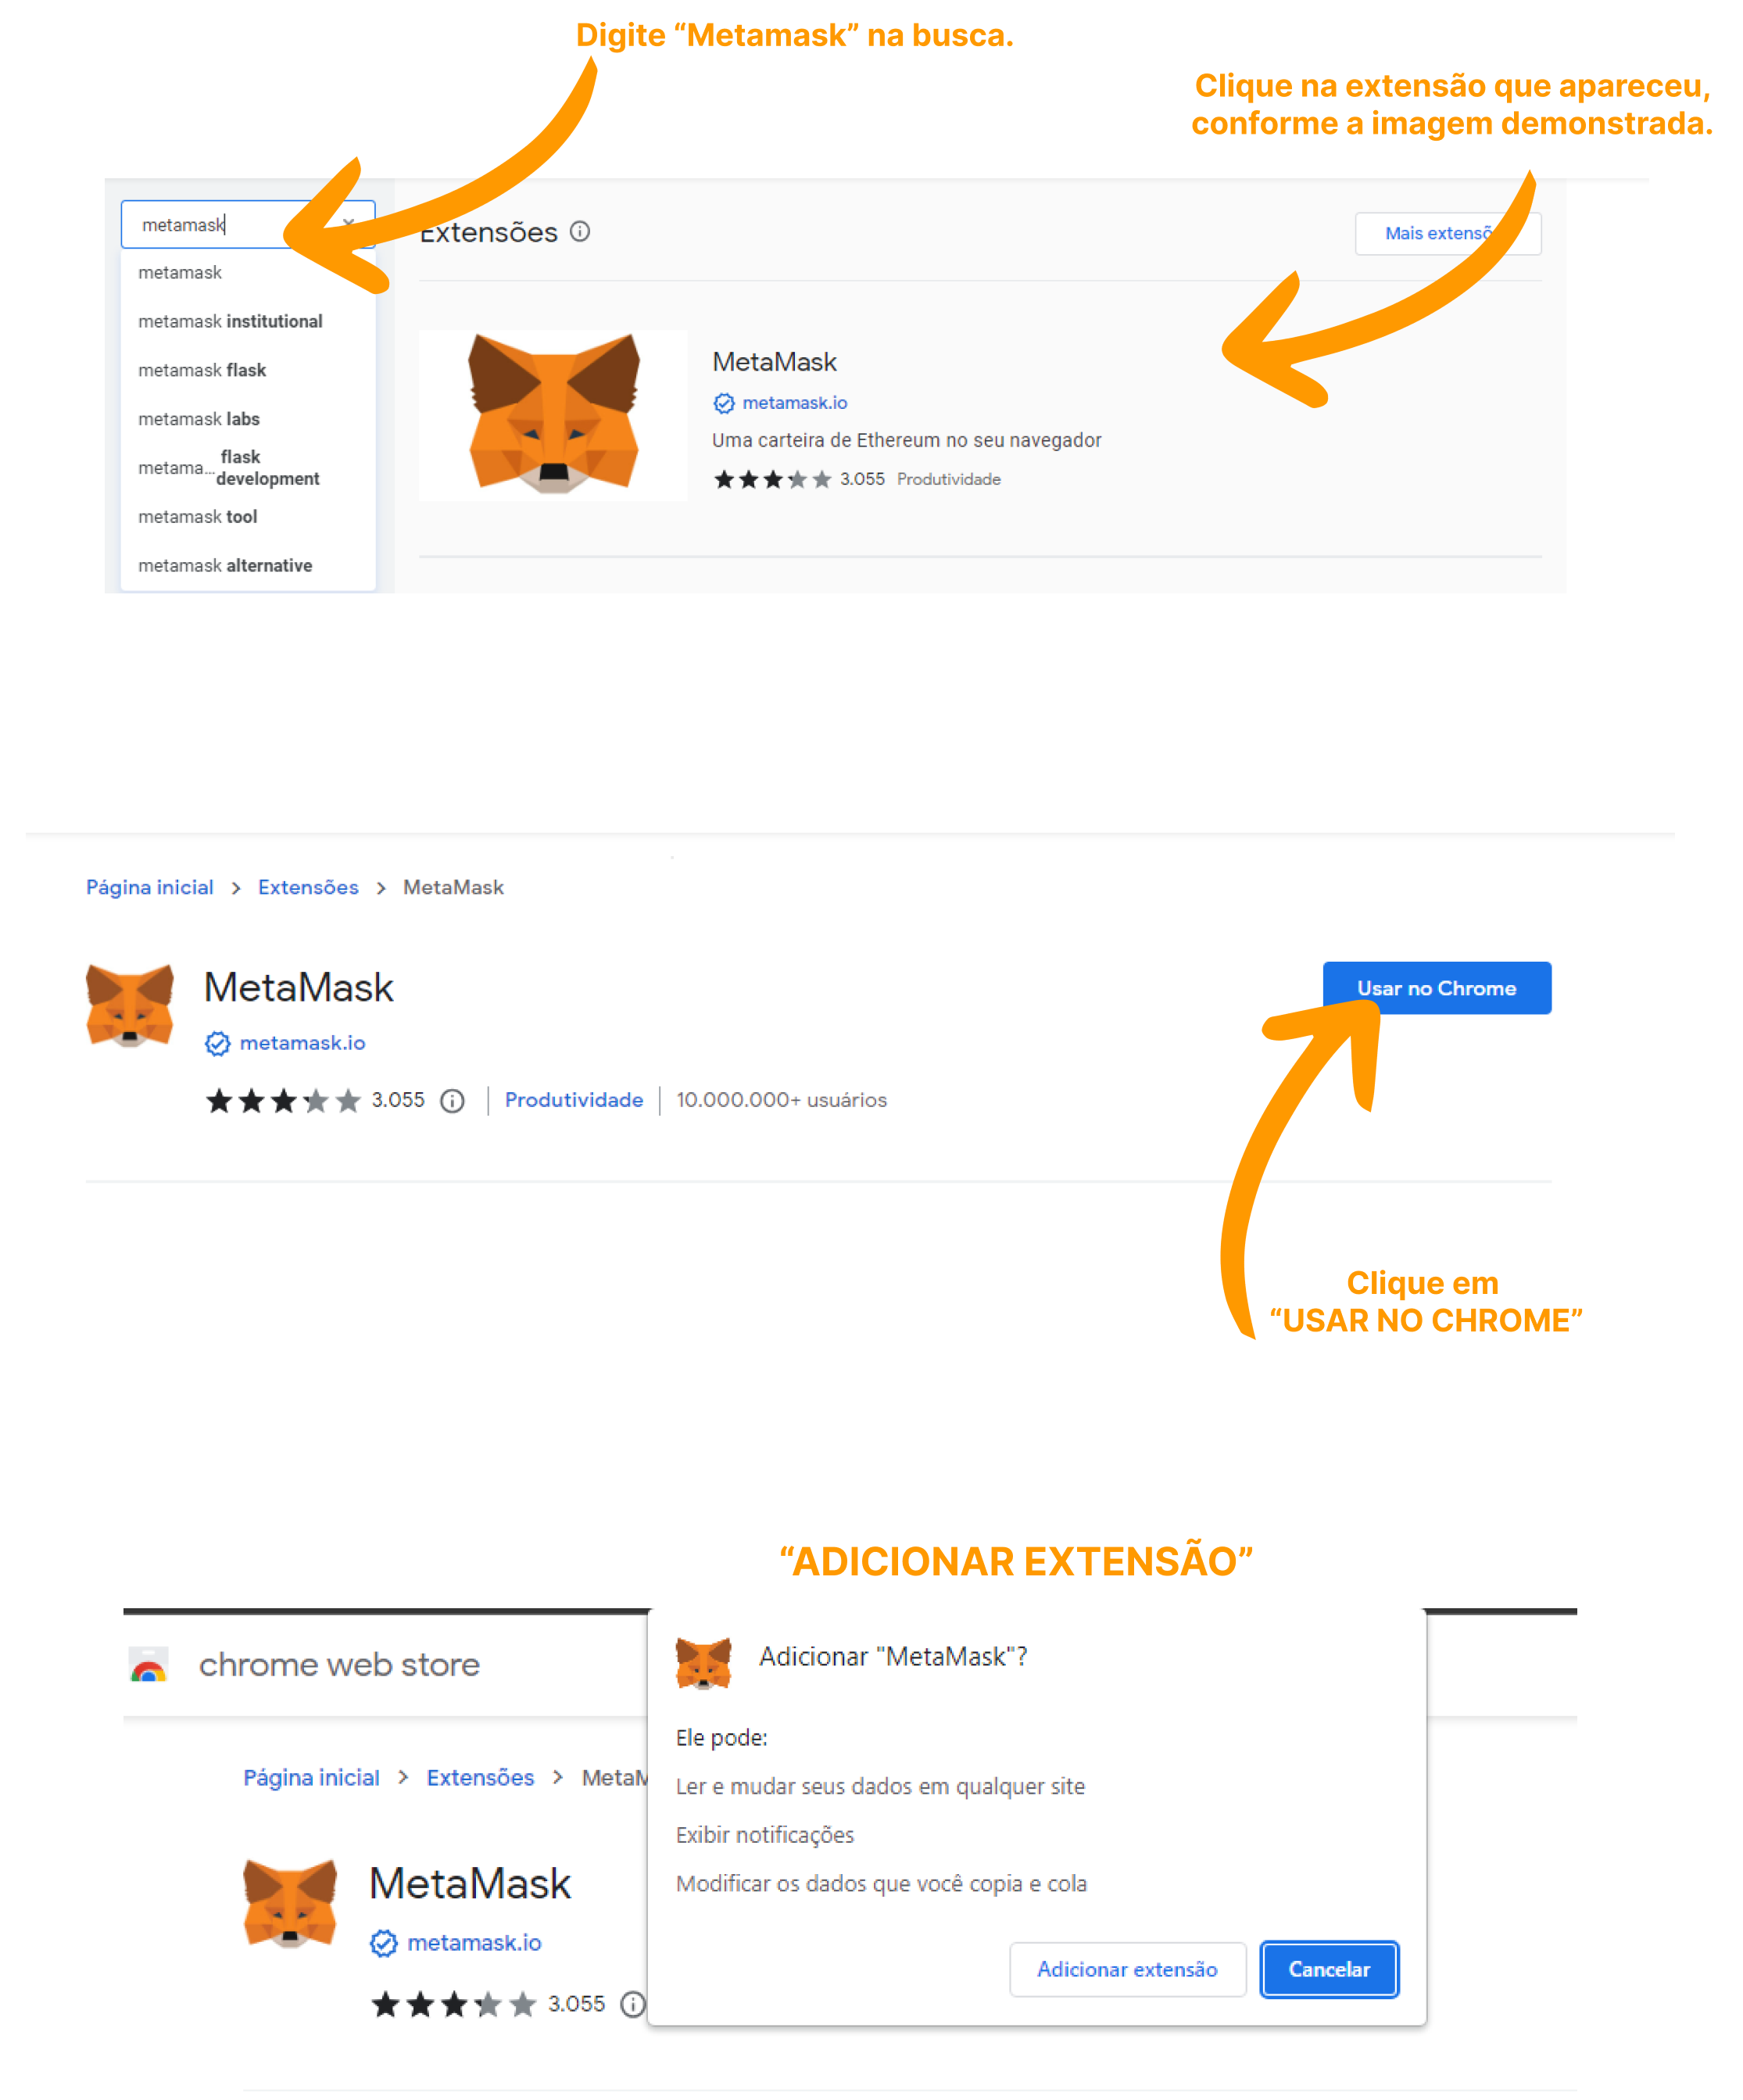 Digite “Metamask” na busca.
Clique na extensão que apareceu,
conforme a imagem demonstrada.
metamask
Extensões
Mais extensõ
metamask
metamask institutional
metamask flask
metamask labs
metama... flask
development
metamask tool
metamask alternative
MetaMask
metamask.io
Uma carteira de Ethereum no seu navegador
3.055 Produtividade
Página inicial > Extensões > MetaMask
MetaMask
Usar no Chrome
metamask.io
3.055 | Produtividade | 10.000.000+ usuários
Clique em
“USAR NO CHROME”
“ADICIONAR EXTENSÃO”
chrome web store
Adicionar "MetaMask"?
Ele pode:
Ler e mudar seus dados em qualquer site
Exibir notificações
Modificar os dados que você copia e cola
Adicionar extensão
Cancelar
Página inicial > Extensões > MetaM
MetaMask
metamask.io
3.055